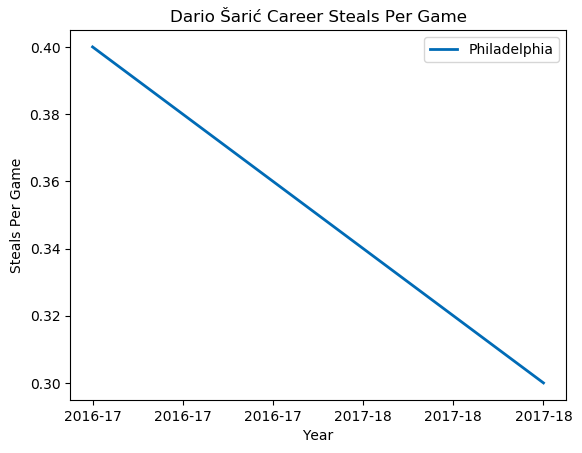 Dario Šarić Career Steals Per Game
Philadelphia
Steals Per Game
0.40
0.38
0.36
0.34
0.32
0.30
2016-17 2016-17 2016-17 2017-18 2017-18 2017-18
Year